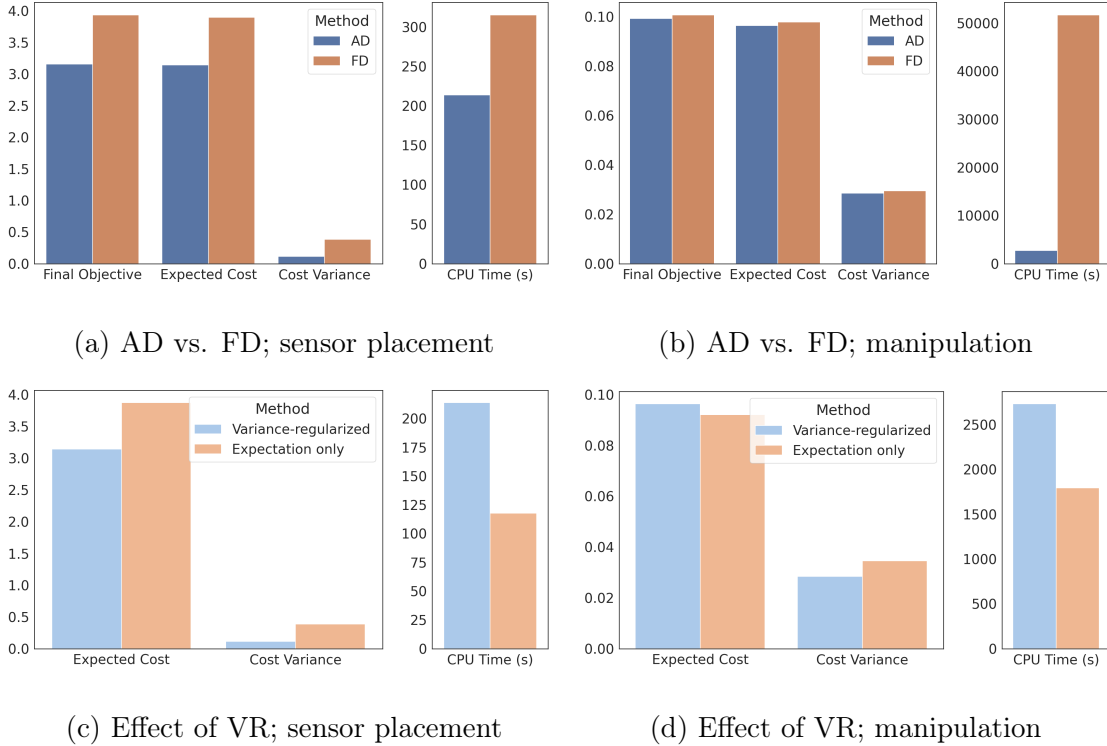 4.0
3.5
3.0
2.5
2.0
1.5
1.0
0.5
0.0
Method
AD
FD
Final Objective Expected Cost Cost Variance
300
250
200
150
100
50
0
CPU Time (s)
0.10
0.08
0.06
0.04
0.02
0.00
Method
AD
FD
Final Objective Expected Cost Cost Variance
50000
40000
30000
20000
10000
0
CPU Time (s)
(a) AD vs. FD; sensor placement
(b) AD vs. FD; manipulation
4.0
3.5
3.0
2.5
2.0
1.5
1.0
0.5
0.0
Method
Variance-regularized
Expectation only
Expected Cost Cost Variance
200
175
150
125
100
75
50
25
0
CPU Time (s)
0.10
0.08
0.06
0.04
0.02
0.00
Method
Variance-regularized
Expectation only
Expected Cost Cost Variance
2500
2000
1500
1000
500
0
CPU Time (s)
(c) Effect of VR; sensor placement
(d) Effect of VR; manipulation